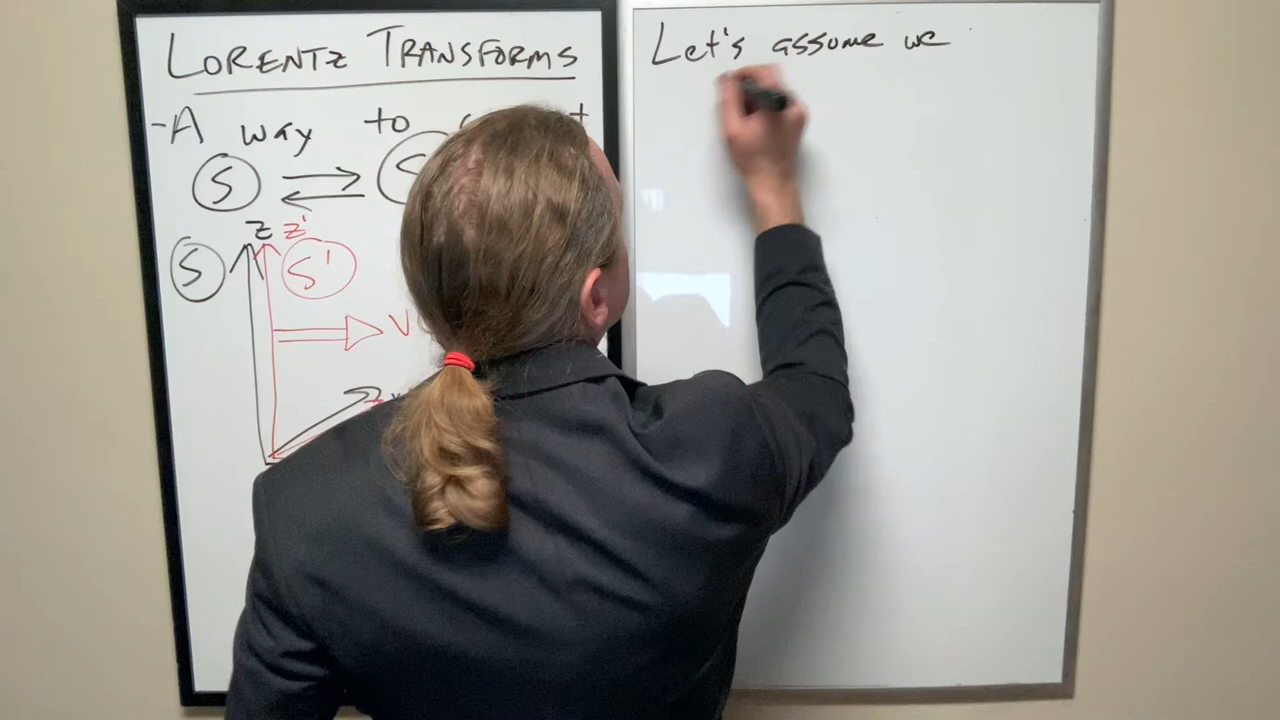 LORENTZ TRANSFORMS
-A way to
S
z z'
S S'
V
Let's assume we